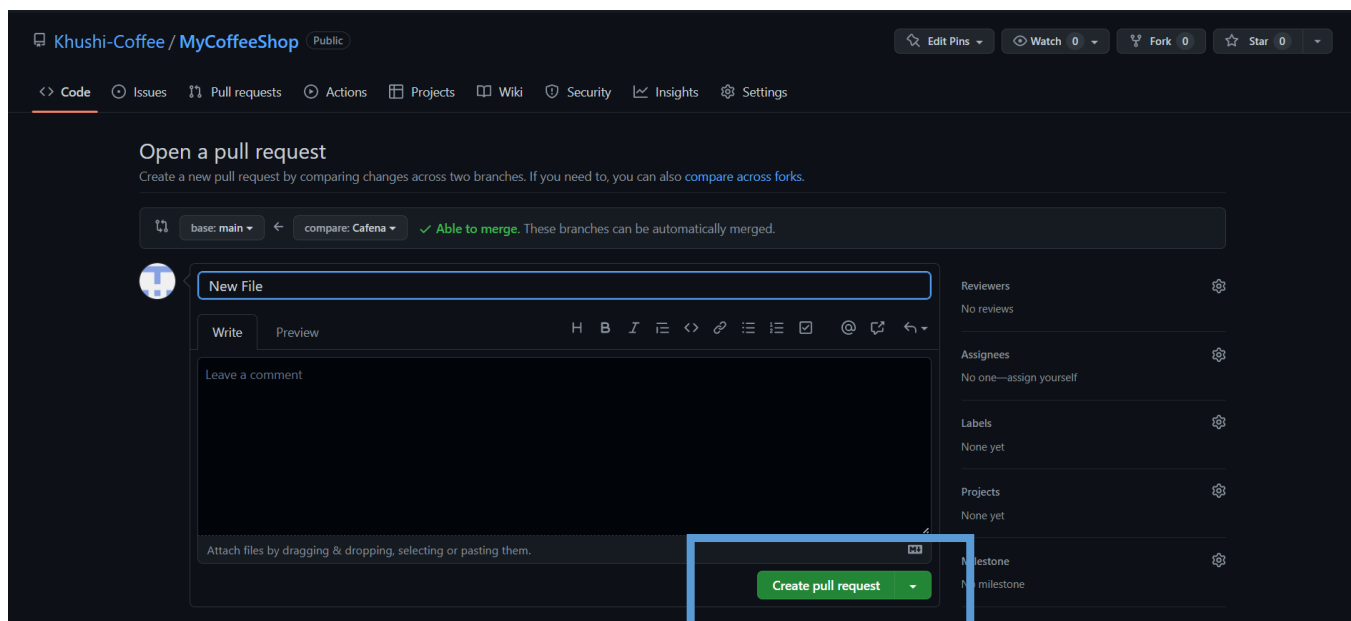 Khushi-Coffee / MyCoffeeShop Public
Edit Pins Watch 0 Fork 0 Star 0
Code Issues Pull requests Actions Projects Wiki Security Insights Settings
Open a pull request
Create a new pull request by comparing changes across two branches. If you need to, you can also compare across forks.
base: main compare: Cafena Able to merge. These branches can be automatically merged.
New File
Write Preview
Leave a comment
Attach files by dragging & dropping, selecting or pasting them.
Create pull request
Reviewers
No reviews
Assignees
No one—assign yourself
Labels
None yet
Projects
None yet
Milestone
No milestone